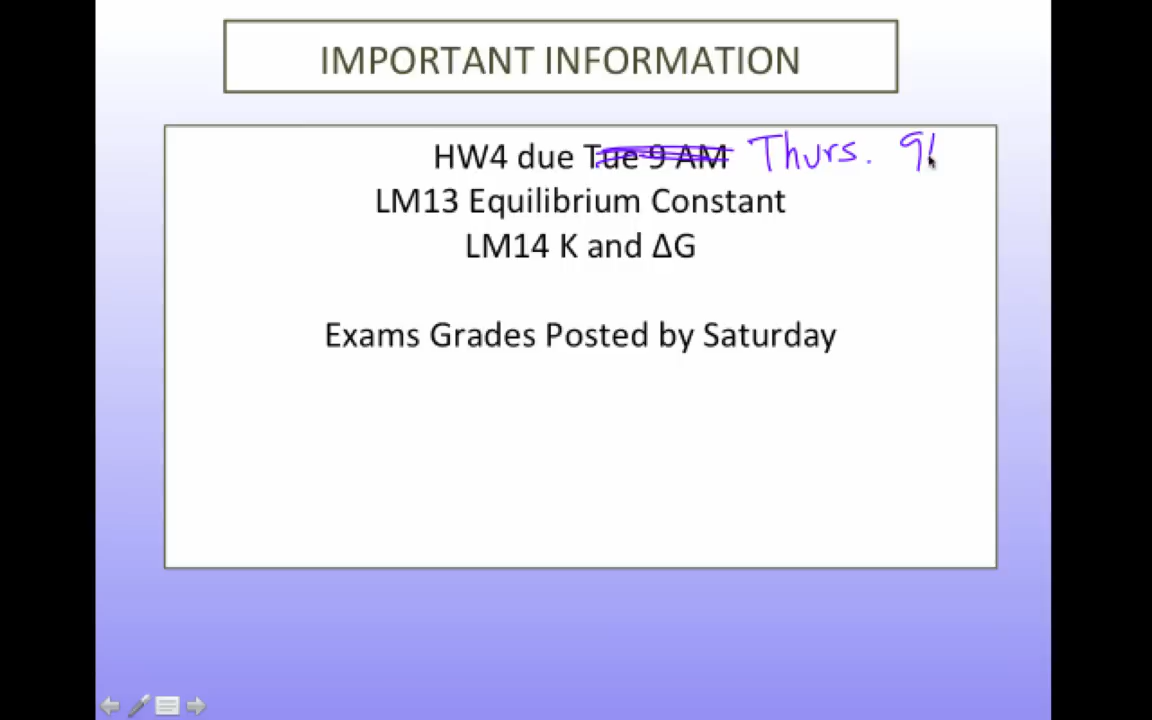 IMPORTANT INFORMATION
HW4 due Tue 9 AM Thurs. 9
LM13 Equilibrium Constant
LM14 K and ΔG
Exams Grades Posted by Saturday